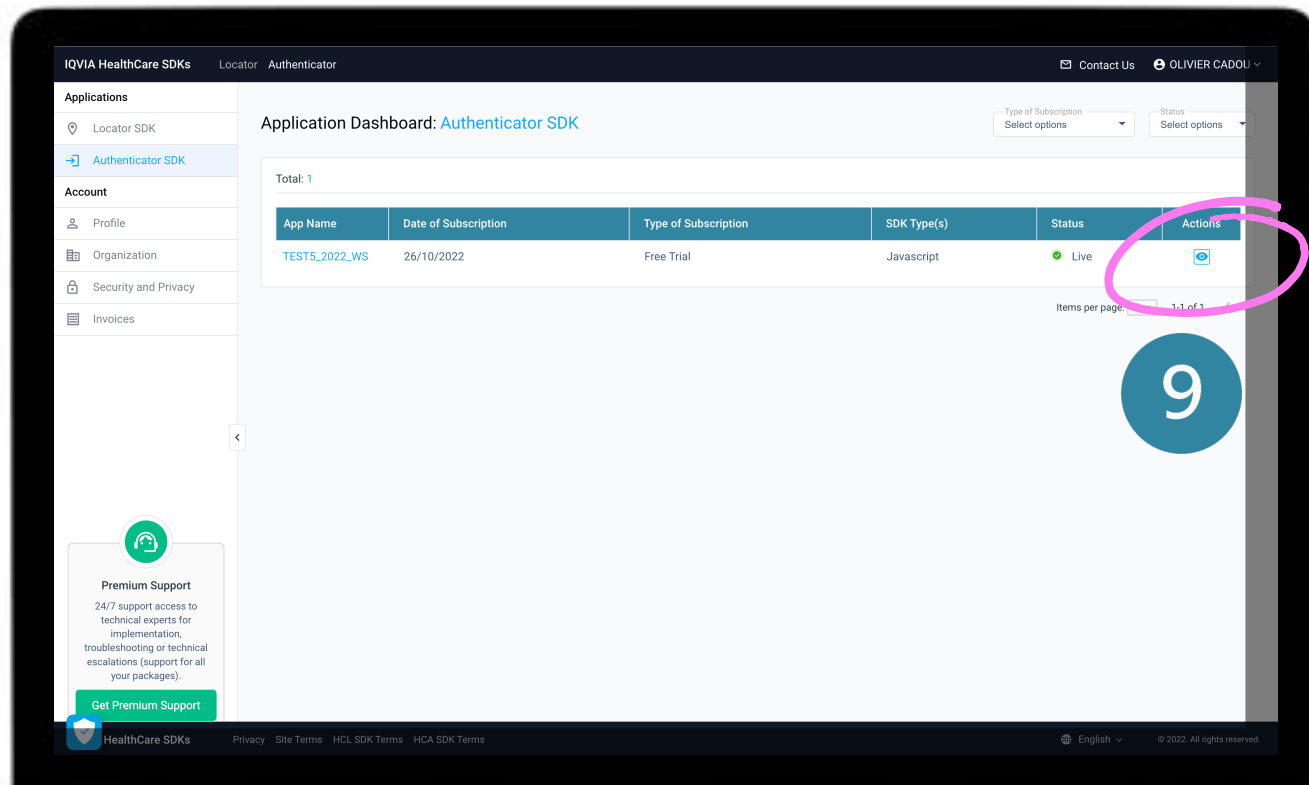 IQVIA HealthCare SDKs Locator Authenticator Contact Us OLIVIER CADOU
Applications
Locator SDK
Authenticator SDK
Account
Profile
Organization
Security and Privacy
Invoices
Application Dashboard: Authenticator SDK
Type of Subscription
Select options
Status
Select options
Total: 1
App Name Date of Subscription Type of Subscription SDK Type(s) Status Actions
TEST5_2022_WS 26/10/2022 Free Trial Javascript Live
Items per page: 1-1 of 1
9
Premium Support
24/7 support access to
technical experts for
implementation,
troubleshooting or technical
escalations (support for all
your packages).
Get Premium Support
HealthCare SDKs Privacy Site Terms HCL SDK Terms HCA SDK Terms English © 2022. All rights reserved.